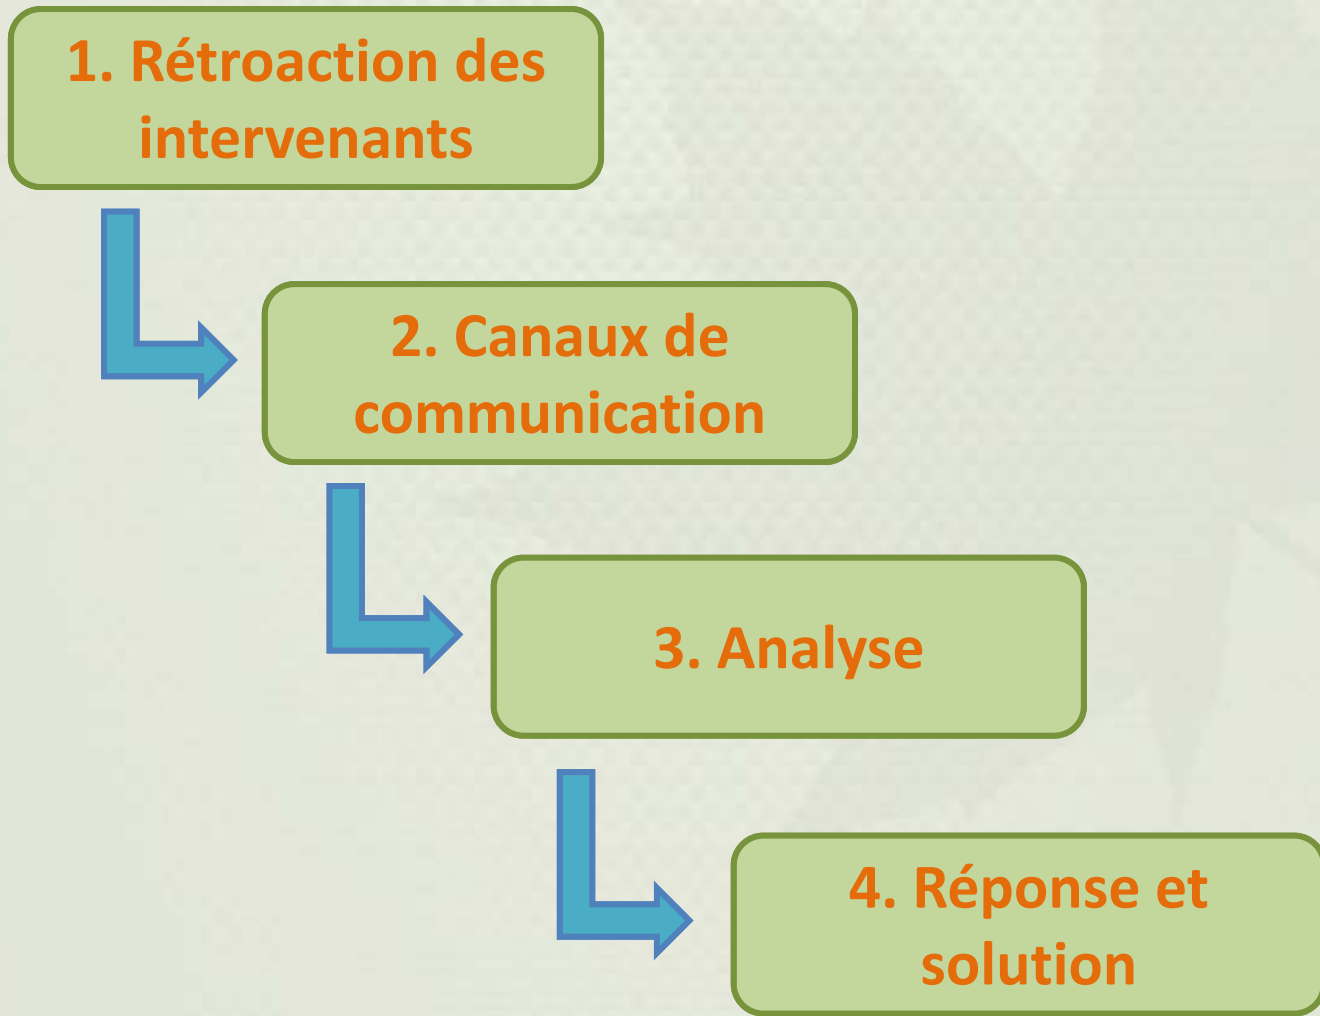 1. Rétroaction des
intervenants
2. Canaux de
communication
3. Analyse
4. Réponse et
solution